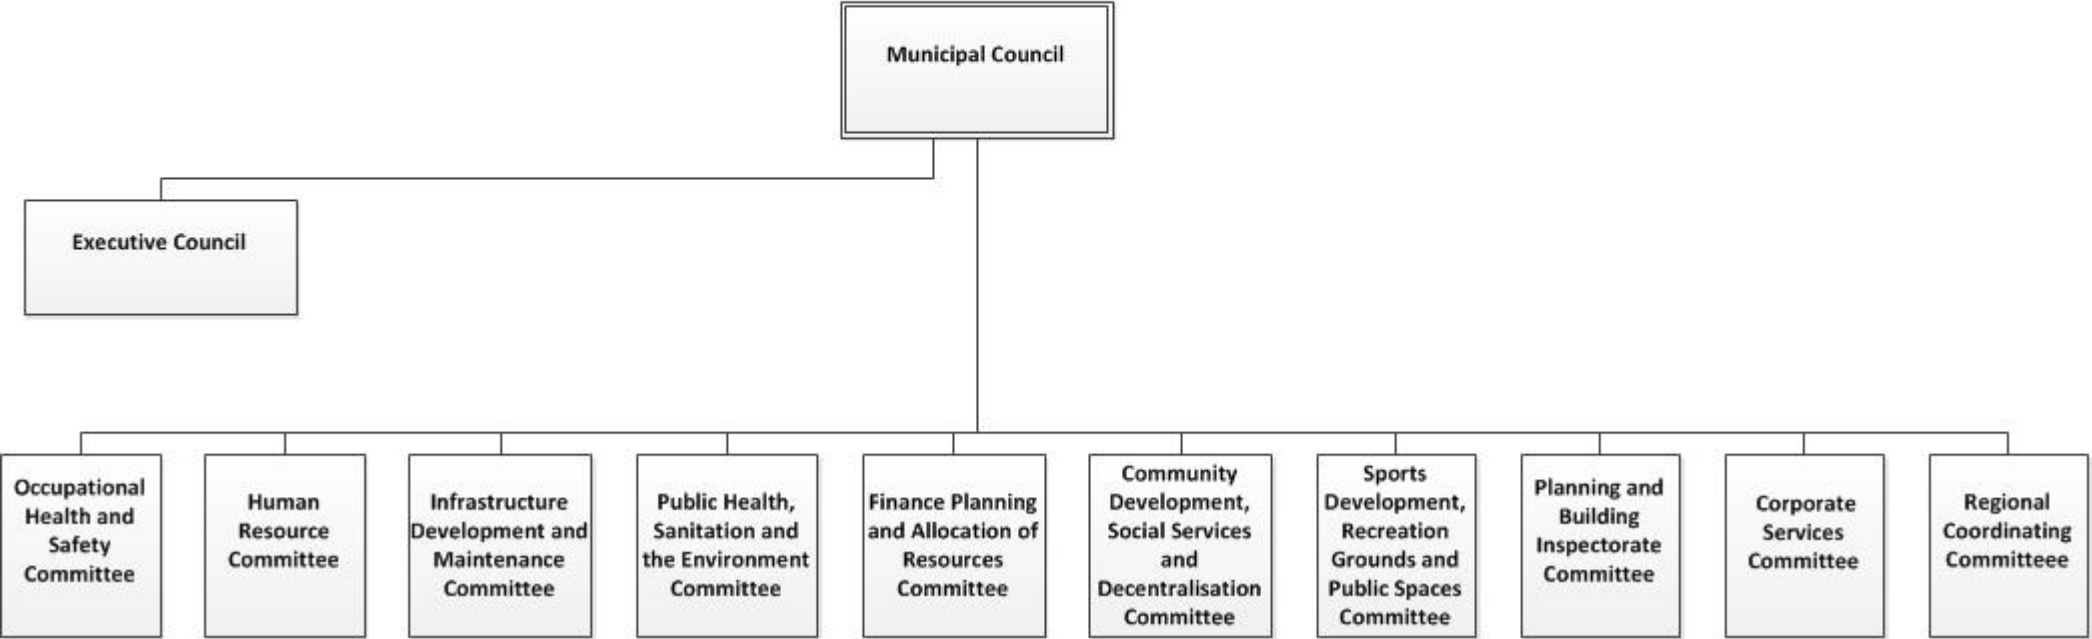 Municipal Council
Executive Council
Occupational
Health and
Safety
Committee
Human
Resource
Committee
Infrastructure
Development and
Maintenance
Committee
Public Health,
Sanitation and
the Environment
Committee
Finance Planning
and Allocation of
Resources
Committee
Community
Development,
Social Services
and
Decentralisation
Committee
Sports
Development,
Recreation
Grounds and
Public Spaces
Committee
Planning and
Building
Inspectorate
Committee
Corporate
Services
Committee
Regional
Coordinating
Committeee